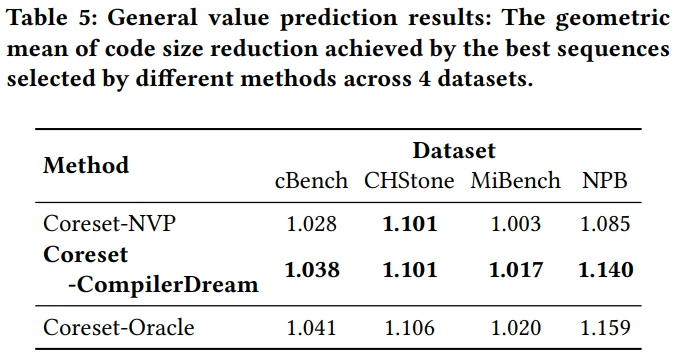 Table 5: General value prediction results: The geometric
mean of code size reduction achieved by the best sequences
selected by different methods across 4 datasets.
Method Dataset
cBench CHStone MiBench NPB
Coreset-NVP 1.028 1.101 1.003 1.085
Coreset
-CompilerDream 1.038 1.101 1.017 1.140
Coreset-Oracle 1.041 1.106 1.020 1.159